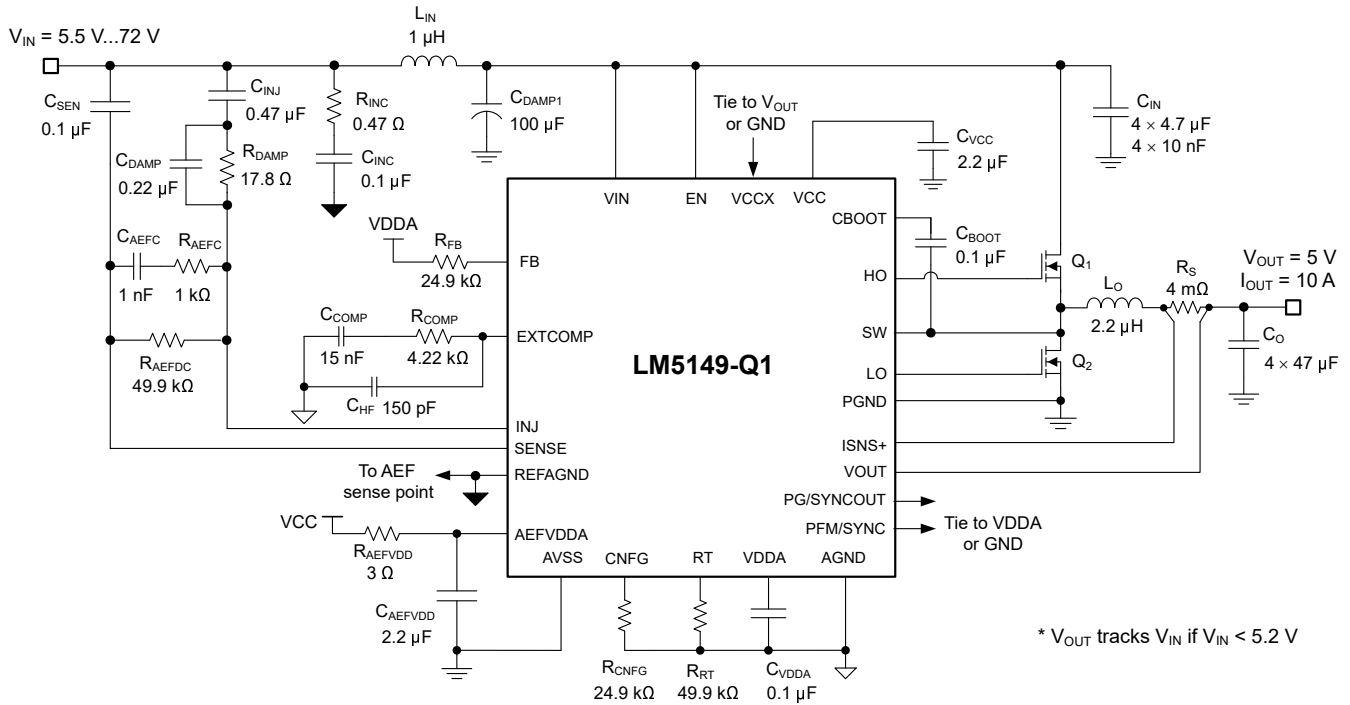 V_IN = 5.5 V...72 V
L_IN
1 µH
C_SEN
0.1 µF
C_INJ
0.47 µF
C_DAMP
0.22 µF
R_DAMP
17.8 Ω
R_INC
0.47 Ω
C_INC
0.1 µF
C_DAMP1
100 µF
Tie to V_OUT
or GND
C_VCC
2.2 µF
C_IN
4 × 4.7 µF
4 × 10 nF
C_AEFC
1 nF
R_AEFC
1 kΩ
R_AEFDC
49.9 kΩ
VDDA
R_FB
24.9 kΩ
C_COMP
15 nF
R_COMP
4.22 kΩ
C_HF 150 pF
VIN
EN
VCCX
VCC
FB
EXTCOMP
INJ
SENSE
REFAGND
AEFVDDA
AVSS
CNFG
RT
VDDA
AGND
LM5149-Q1
CBOOT
HO
SW
LO
PGND
ISNS+
VOUT
PG/SYNCOUT
PFM/SYNC
C_BOOT
0.1 µF
Q_1
Q_2
L_O
2.2 µH
R_S
4 mΩ
V_OUT = 5 V
I_OUT = 10 A
C_O
4 × 47 µF
Tie to VDDA
or GND
To AEF
sense point
VCC
R_AEFVDD
3 Ω
C_AEFVDD
2.2 µF
R_CNFG
24.9 kΩ
R_RT
49.9 kΩ
C_VDDA
0.1 µF
* V_OUT tracks V_IN if V_IN < 5.2 V